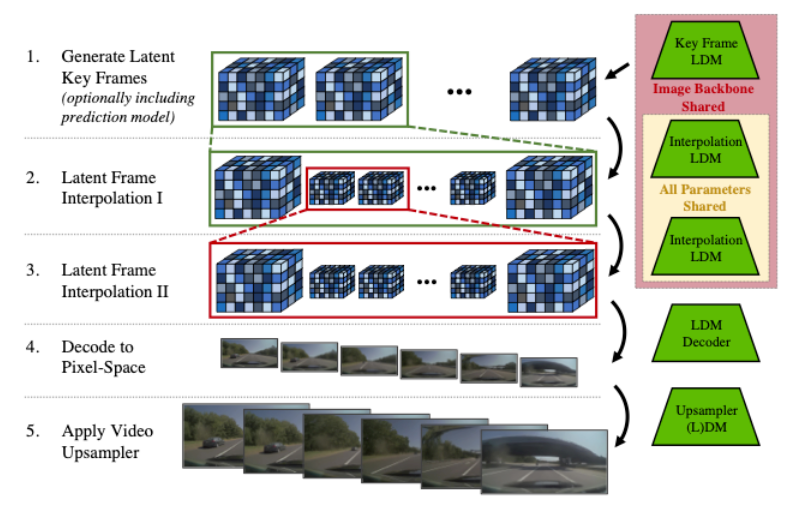 1. Generate Latent
Key Frames
(optionally including
prediction model)
Key Frame
LDM
Image Backbone
Shared
2. Latent Frame
Interpolation I
Interpolation
LDM
All Parameters
Shared
3. Latent Frame
Interpolation II
Interpolation
LDM
4. Decode to
Pixel-Space
LDM
Decoder
5. Apply Video
Upsampler
Upsampler
(L)DM